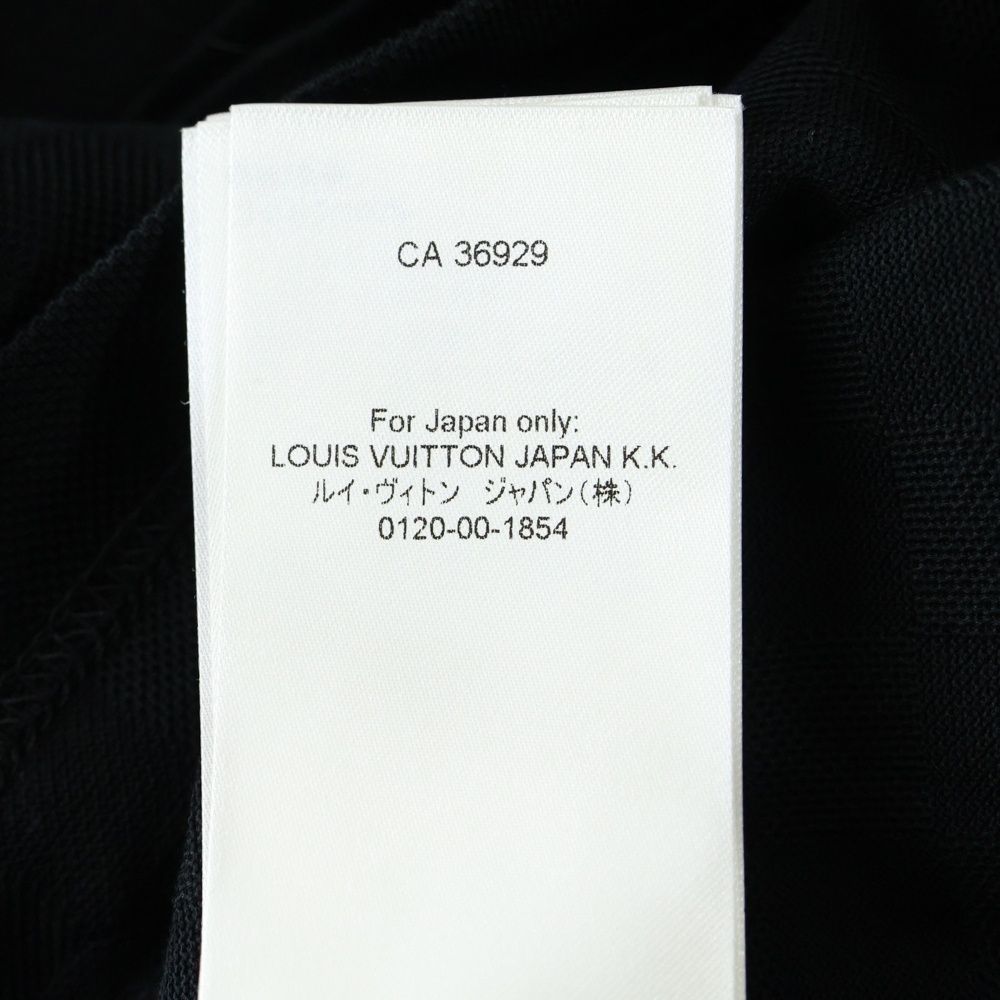 CA 36929
For Japan only:
LOUIS VUITTON JAPAN K.K.
ルイ・ヴィトン　ジャパン(株)
0120-00-1854